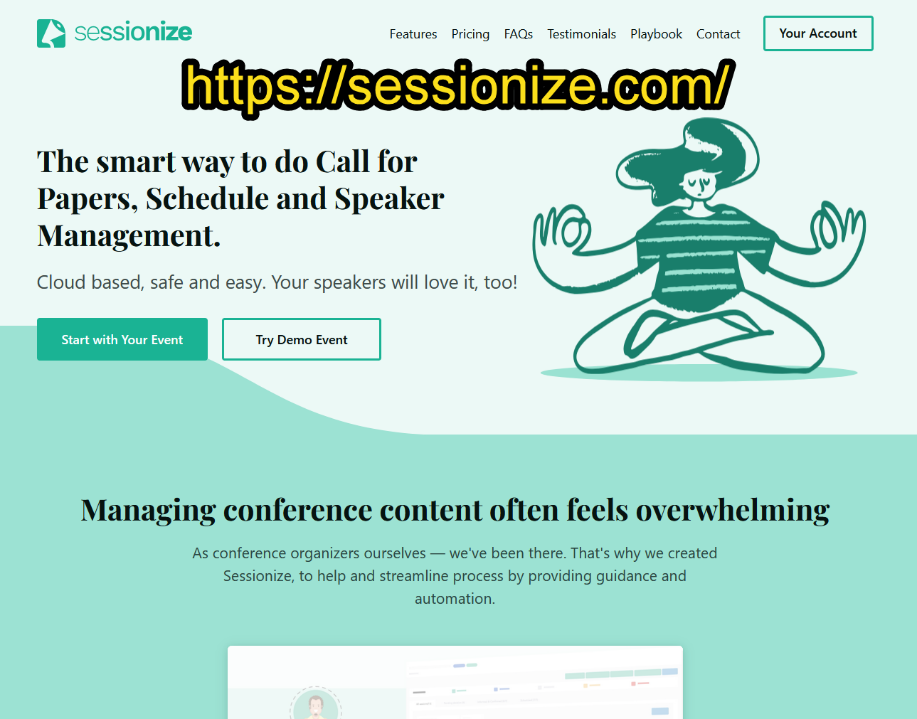 sessionize
Features Pricing FAQs Testimonials Playbook Contact Your Account
https://sessionize.com/
The smart way to do Call for
Papers, Schedule and Speaker
Management.
Cloud based, safe and easy. Your speakers will love it, too!
Start with Your Event Try Demo Event
Managing conference content often feels overwhelming
As conference organizers ourselves — we've been there. That's why we created
Sessionize, to help and streamline process by providing guidance and
automation.